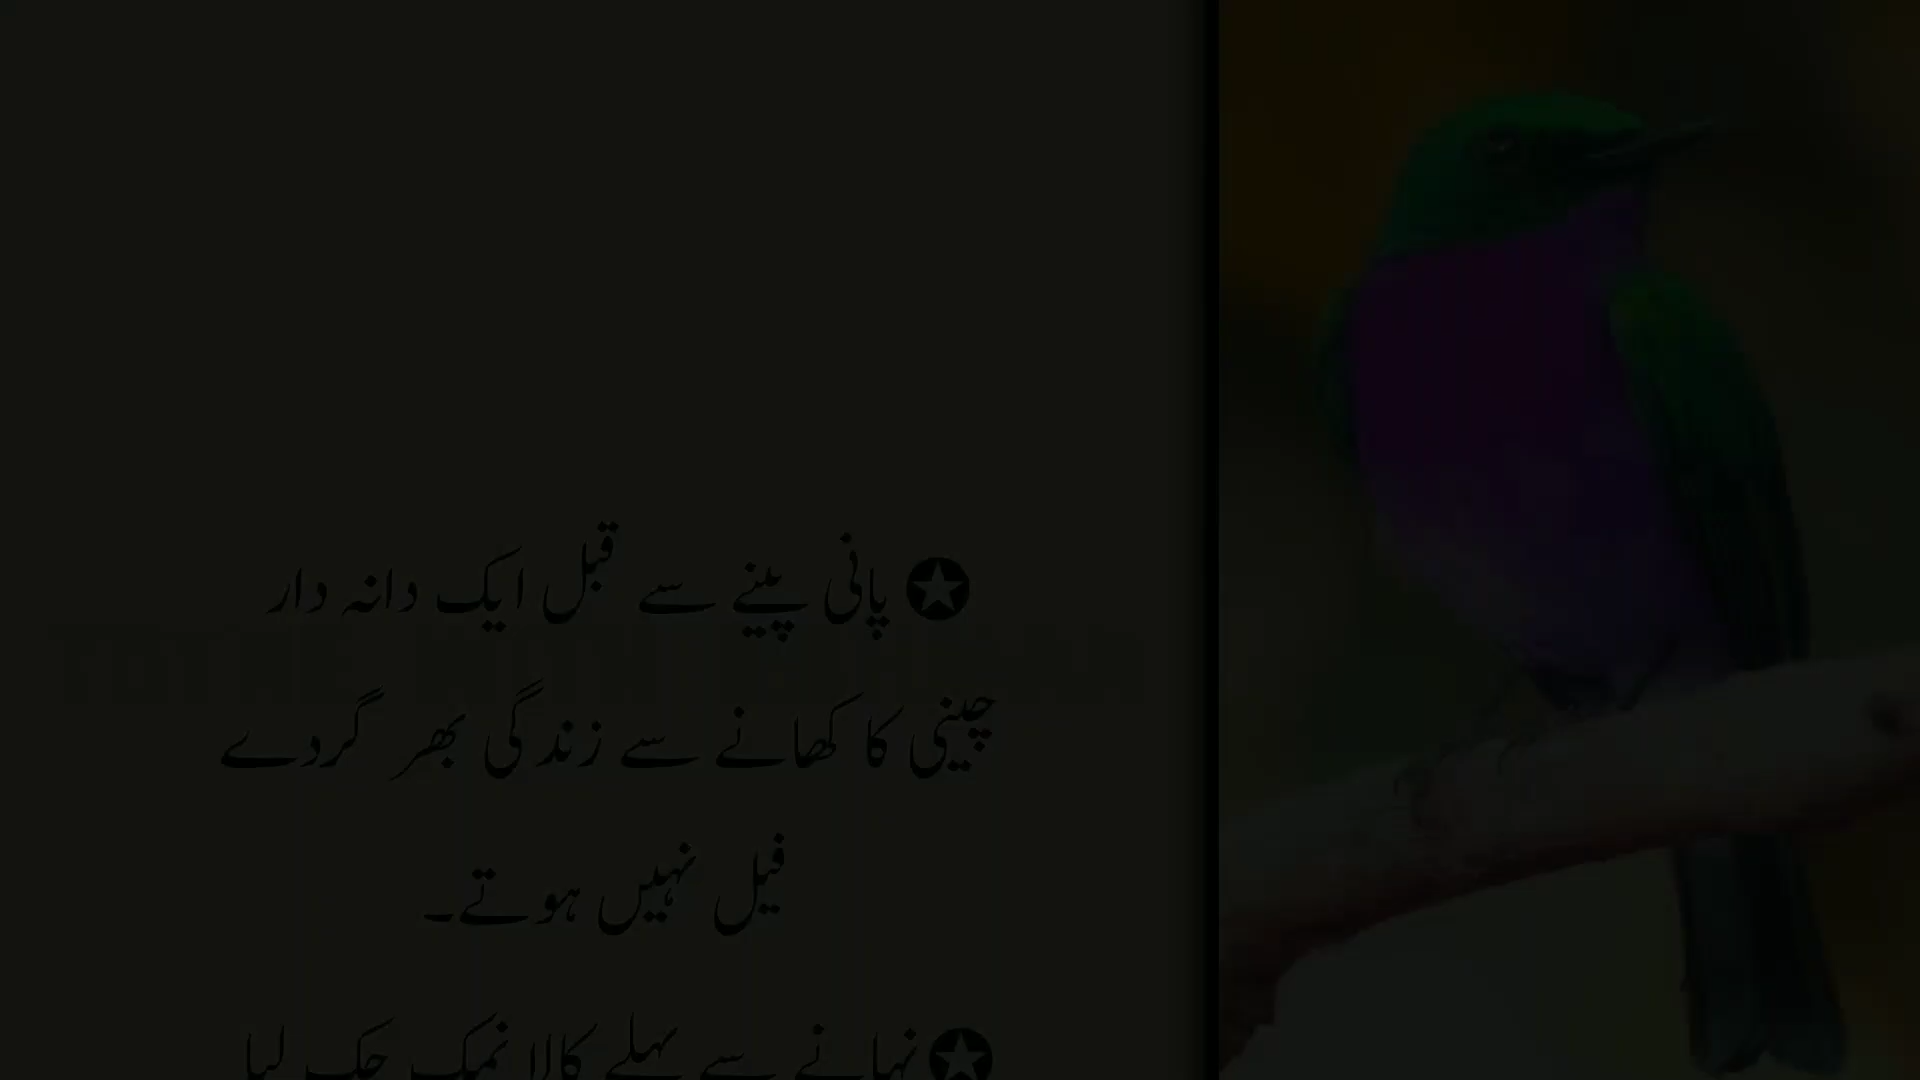 ✪ پانی پینے سے قبل ایک دانہ دار
چینی کا کھانے سے زندگی بھر گردے
فیل نہیں ہوتے۔
✪ نہانے سے پہلے کالا نمک چک لیا